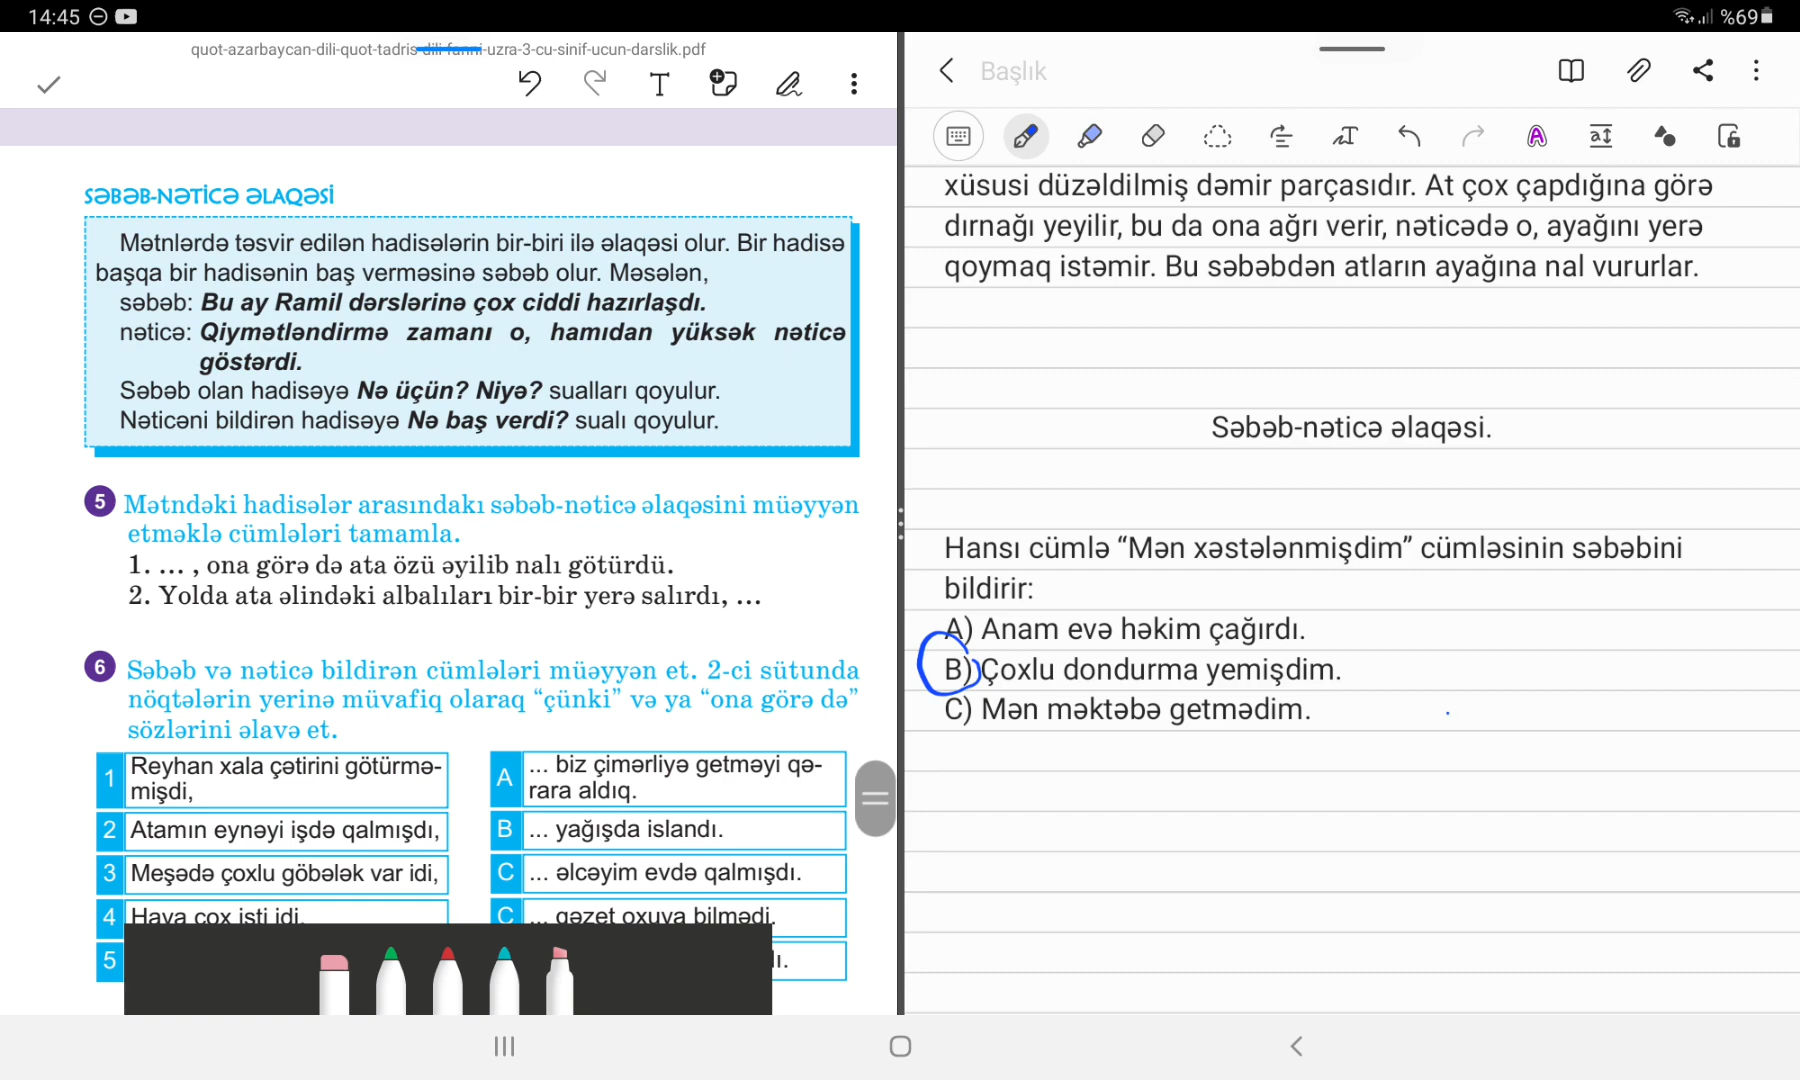 14:45
%69
quot-azarbaycan-dili-quot-tadris-dili-fanni-uzra-3-cu-sinif-ucun-darslik.pdf
SƏBƏB-NƏTİCƏ ƏLAQƏSİ
Mətnlərdə təsvir edilən hadisələrin bir-biri ilə əlaqəsi olur. Bir hadisə
başqa bir hadisənin baş verməsinə səbəb olur. Məsələn,
səbəb: Bu ay Ramil dərslərinə çox ciddi hazırlaşdı.
nəticə: Qiymətləndirmə zamanı o, hamıdan yüksək nəticə
göstərdi.
Səbəb olan hadisəyə Nə üçün? Niyə? sualları qoyulur.
Nəticəni bildirən hadisəyə Nə baş verdi? sualı qoyulur.
5 Mətndəki hadisələr arasındakı səbəb-nəticə əlaqəsini müəyyən
etməklə cümlələri tamamla.
1. ... , ona görə də ata özü əyilib nalı götürdü.
2. Yolda ata əlindəki albalıları bir-bir yerə salırdı, ...
6 Səbəb və nəticə bildirən cümlələri müəyyən et. 2-ci sütunda
nöqtələrin yerinə müvafiq olaraq “çünki” və ya “ona görə də”
sözlərini əlavə et.
1 Reyhan xala çətirini götürmə-
mişdi,
2 Atamın eynəyi işdə qalmışdı,
3 Meşədə çoxlu göbələk var idi,
4 Hava çox isti idi,
5
A ... biz çimərliyə getməyi qə-
rara aldıq.
B ... yağışda islandı.
C ... əlcəyim evdə qalmışdı.
Ç ... qəzet oxuya bilmədi.
ı.
Başlık
xüsusi düzəldilmiş dəmir parçasıdır. At çox çapdığına görə
dırnağı yeyilir, bu da ona ağrı verir, nəticədə o, ayağını yerə
qoymaq istəmir. Bu səbəbdən atların ayağına nal vururlar.
Səbəb-nəticə əlaqəsi.
Hansı cümlə “Mən xəstələnmişdim” cümləsinin səbəbini
bildirir:
A) Anam evə həkim çağırdı.
B) Çoxlu dondurma yemişdim.
C) Mən məktəbə getmədim.